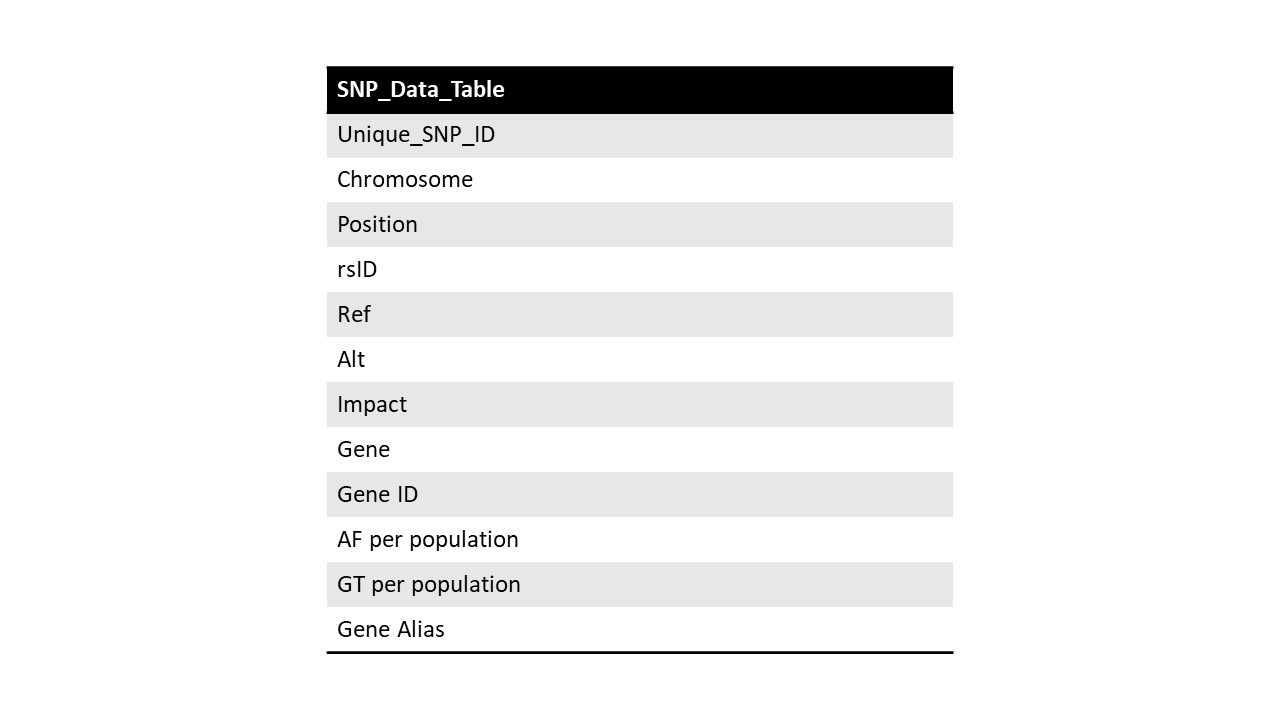 SNP_Data_Table
Unique_SNP_ID
Chromosome
Position
rsID
Ref
Alt
Impact
Gene
Gene ID
AF per population
GT per population
Gene Alias